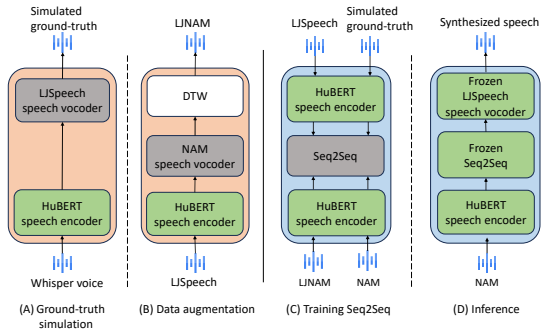 Simulated
ground-truth
LJSpeech
speech vocoder
HuBERT
speech encoder
Whisper voice
(A) Ground-truth
simulation
LJNAM
DTW
NAM
speech vocoder
HuBERT
speech encoder
LJSpeech
(B) Data augmentation
LJSpeech
Simulated
ground-truth
HuBERT
speech encoder
Seq2Seq
HuBERT
speech encoder
LJNAM
NAM
(C) Training Seq2Seq
Synthesized speech
Frozen
LJSpeech
speech vocoder
Frozen
Seq2Seq
HuBERT
speech encoder
NAM
(D) Inference